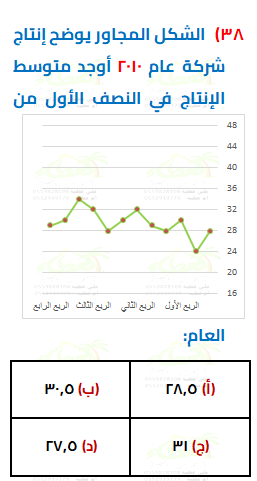 ٣٨) الشكل المجاور يوضح إنتاج
شركة عام ٢٠١٠ أوجد متوسط
الإنتاج في النصف الأول من
48
44
40
36
32
28
24
20
16
الربع الأول الربع الثاني الربع الثالث الربع الرابع
العام:
(أ) ٢٨,٥ (ب) ٣٠,٥
(ج) ٣١ (د) ٢٧,٥